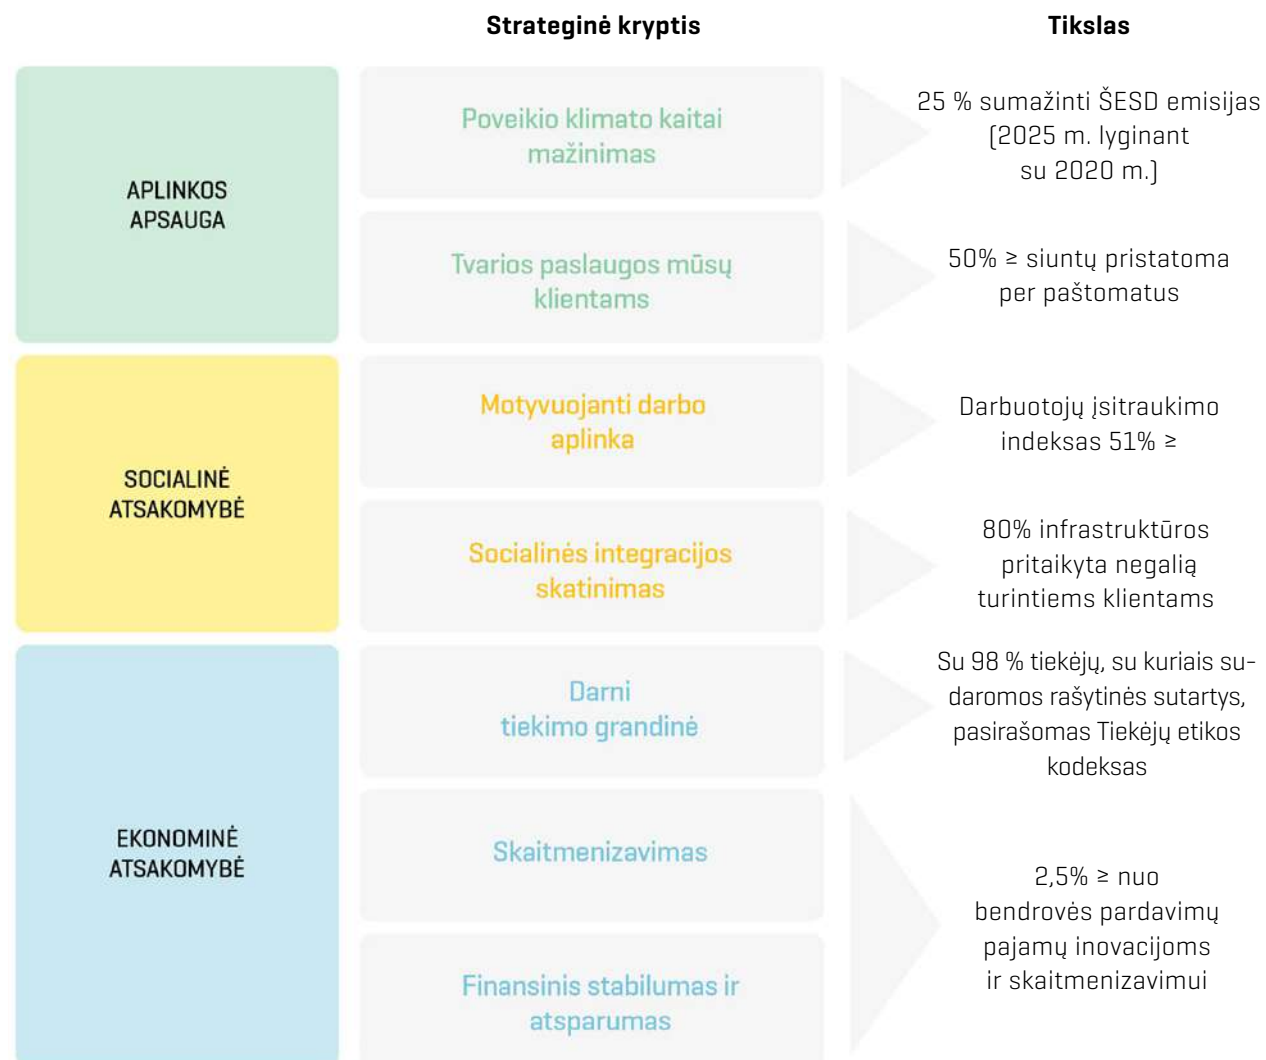 Strateginė kryptis
Tikslas
APLINKOS
APSAUGA
Poveikio klimato kaitai
mažinimas
25 % sumažinti ŠESD emisijas
(2025 m. lyginant
su 2020 m.)
Tvarios paslaugos mūsų
klientams
50% ≥ siuntų pristatoma
per paštomatus
SOCIALINĖ
ATSAKOMYBĖ
Motyvuojanti darbo
aplinka
Darbuotojų įsitraukimo
indeksas 51% ≥
Socialinės integracijos
skatinimas
80% infrastruktūros
pritaikyta negalią
turintiems klientams
EKONOMINĖ
ATSAKOMYBĖ
Darni
tiekimo grandinė
Su 98 % tiekėjų, su kuriais su-
daromos rašytinės sutartys,
pasirašomas Tiekėjų etikos
kodeksas
Skaitmenizavimas
Finansinis stabilumas ir
atsparumas
2,5% ≥ nuo
bendrovės pardavimų
pajamų inovacijoms
ir skaitmenizavimui